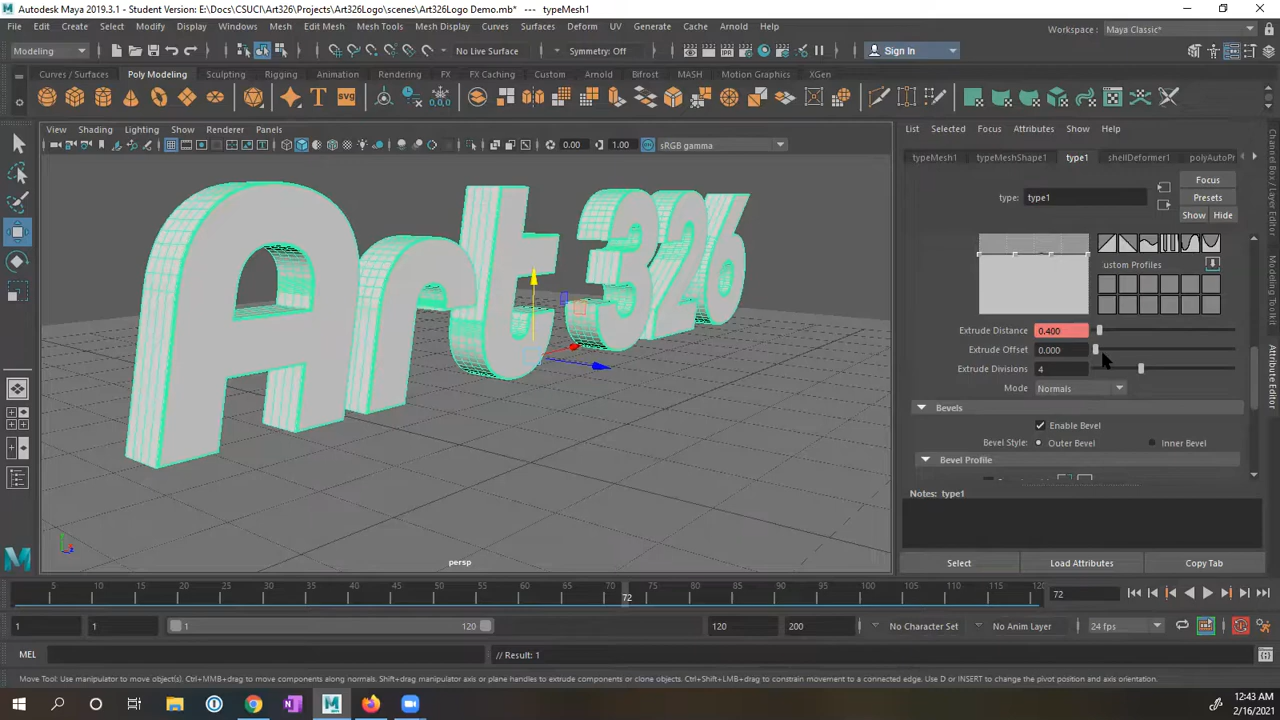 Autodesk Maya 2019.3.1 - Student Version: E:\Docs\CSUCI\Art326\Projects\Art326Logo\scenes\Art326Logo Demo.mb* --- typeMesh1
File Edit Create Select Modify Display Windows Mesh Edit Mesh Mesh Tools Mesh Display Curves Surfaces Deform UV Generate Cache Arnold Help
Workspace: Maya Classic*
Modeling No Live Surface Symmetry: Off Sign In
Curves / Surfaces Poly Modeling Sculpting Rigging Animation Rendering FX FX Caching Custom Arnold Bifrost MASH Motion Graphics XGen
View Shading Lighting Show Renderer Panels
List Selected Focus Attributes Show Help
0.00 1.00 sRGB gamma
typeMesh1 typeMeshShape1 type1 shellDeformer1 polyAutoPr
Focus
type: type1
Presets
Show Hide
Art 326
ustom Profiles
Extrude Distance 0.400
Extrude Offset 0.000
Extrude Divisions 4
Mode Normals
Bevels
Enable Bevel
Bevel Style: Outer Bevel Inner Bevel
Bevel Profile
Notes: type1
Select Load Attributes Copy Tab
Channel Box / Layer Editor
Attribute Editor
persp
5 10 15 20 25 30 35 40 45 50 55 60 65 70 75 80 85 90 95 100 105 110 115 120
72
72
1 1 1 120 120 200 No Character Set No Anim Layer 24 fps
MEL // Result: 1
Move Tool: Use manipulator to move object(s). Ctrl+MMB+drag to move components along normals. Shift+drag manipulator axis or plane handles to extrude components or clone objects. Ctrl+Shift+LMB+drag to constrain movement to a connected edge. Use D or INSERT to change the pivot position and axis orientation.
12:43 AM
2/16/2021